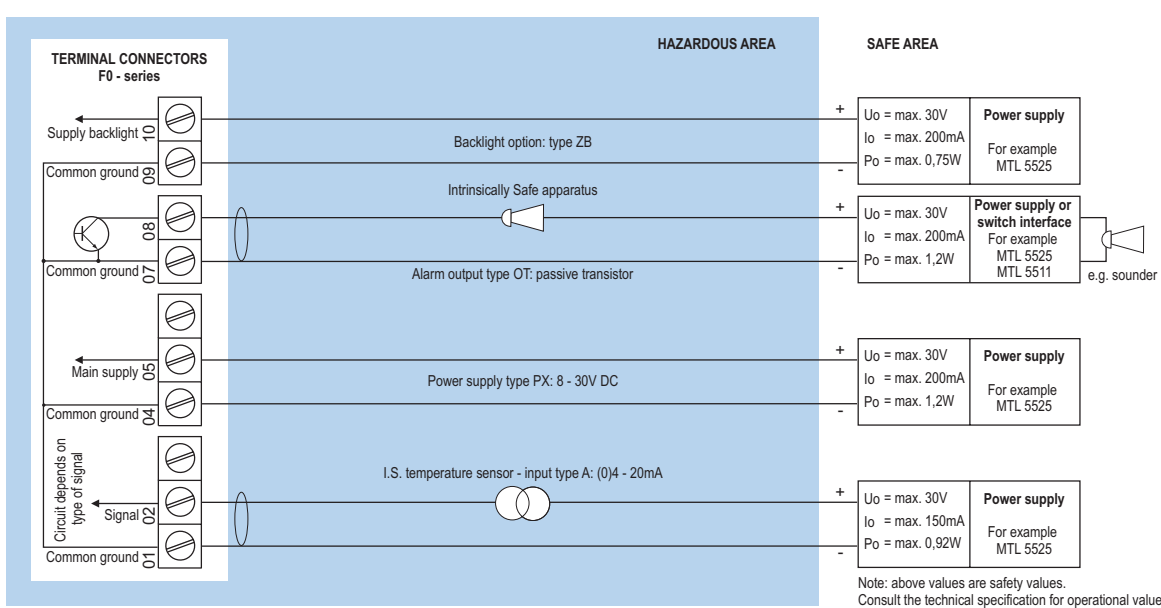 HAZARDOUS AREA
SAFE AREA
TERMINAL CONNECTORS
F0 - series
Supply backlight
10
Common ground
09
Backlight option: type ZB
+
-
Uo = max. 30V
Io = max. 200mA
Po = max. 0,75W
Power supply
For example
MTL 5525
08
Common ground
07
Intrinsically Safe apparatus
Alarm output type OT: passive transistor
+
-
Uo = max. 30V
Io = max. 200mA
Po = max. 1,2W
Power supply or
switch interface
For example
MTL 5525
MTL 5511
e.g. sounder
Main supply
05
Common ground
04
Power supply type PX: 8 - 30V DC
+
-
Uo = max. 30V
Io = max. 200mA
Po = max. 1,2W
Power supply
For example
MTL 5525
Circuit depends on
type of signal
Signal
02
Common ground
01
I.S. temperature sensor - input type A: (0)4 - 20mA
+
-
Uo = max. 30V
Io = max. 150mA
Po = max. 0,92W
Power supply
For example
MTL 5525
Note: above values are safety values.
Consult the technical specification for operational value